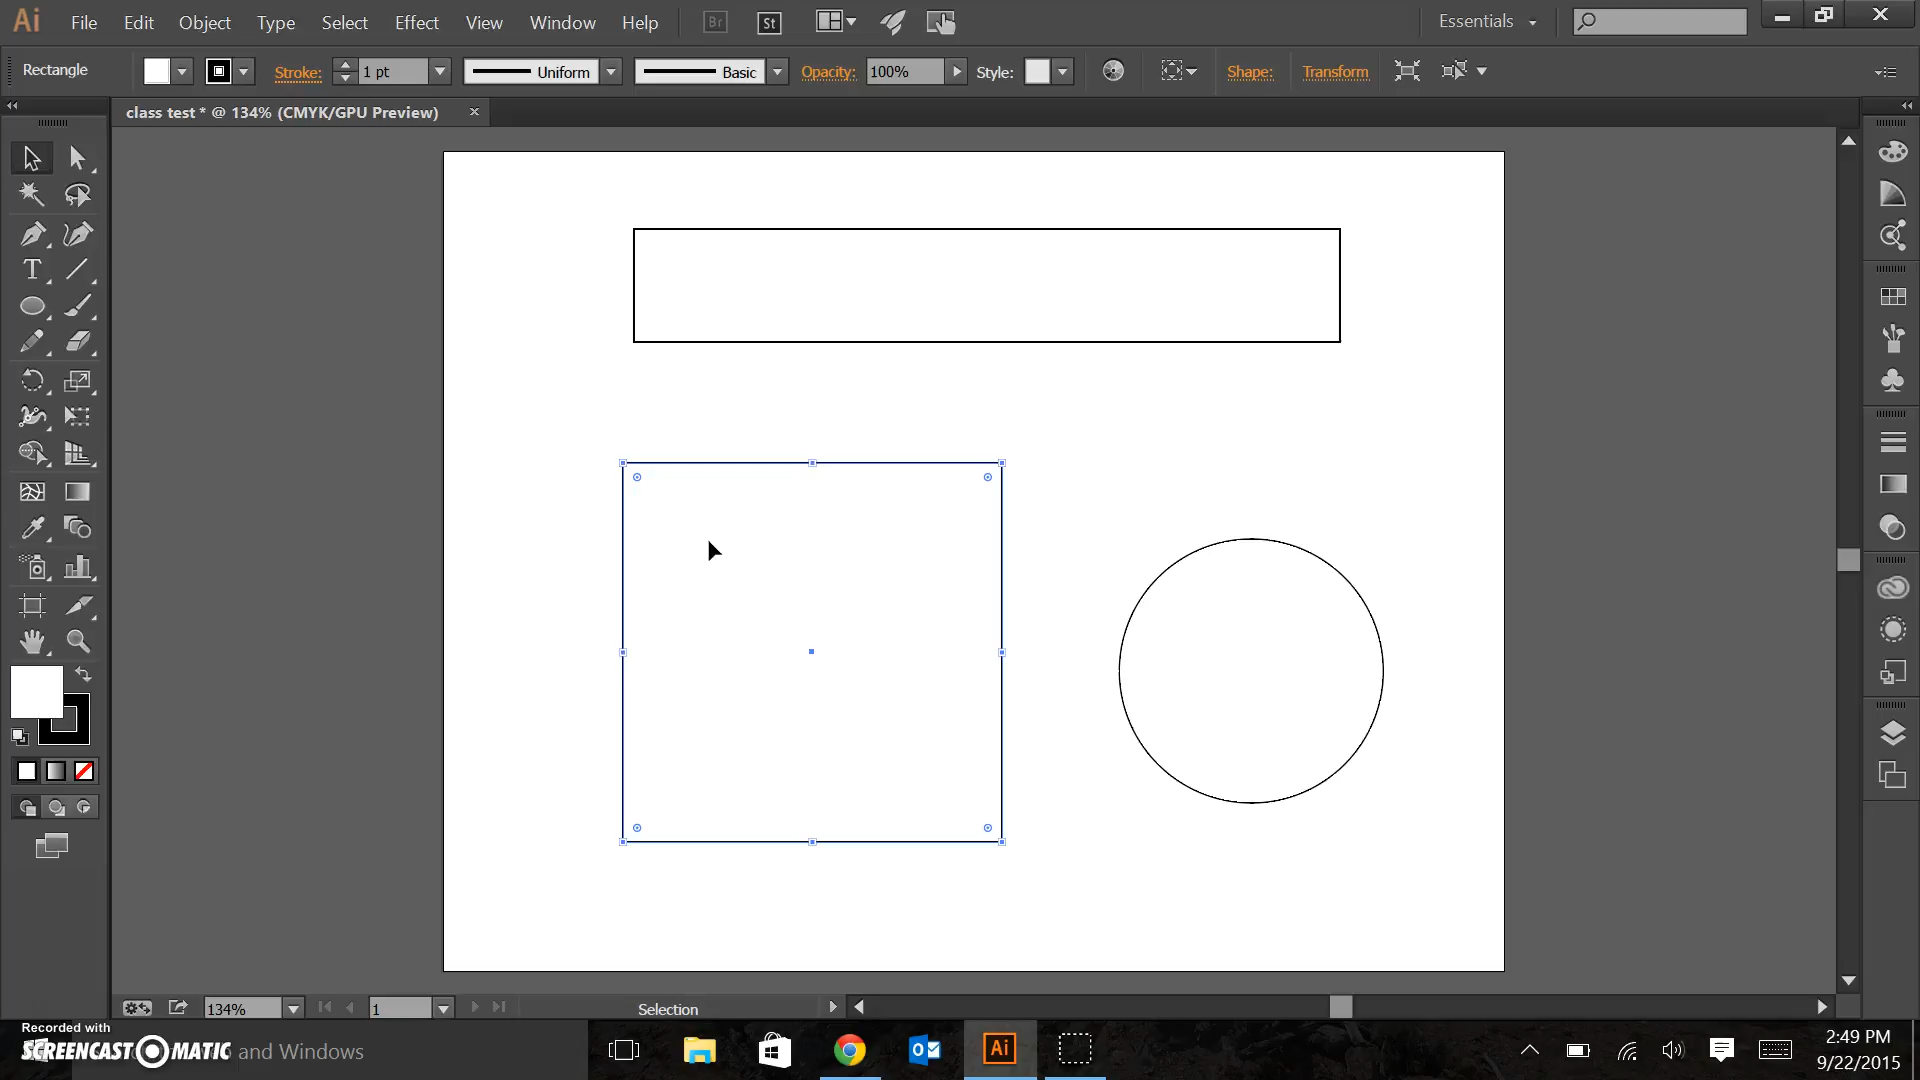 Ai File Edit Object Type Select Effect View Window Help Br St Essentials
Rectangle Stroke: 1 pt Uniform Basic Opacity: 100% Style: Shape: Transform
class test * @ 134% (CMYK/GPU Preview) ×
T
134% 1 Selection
Recorded with
SCREENCAST MATIC and Windows
Ai
2:49 PM
9/22/2015